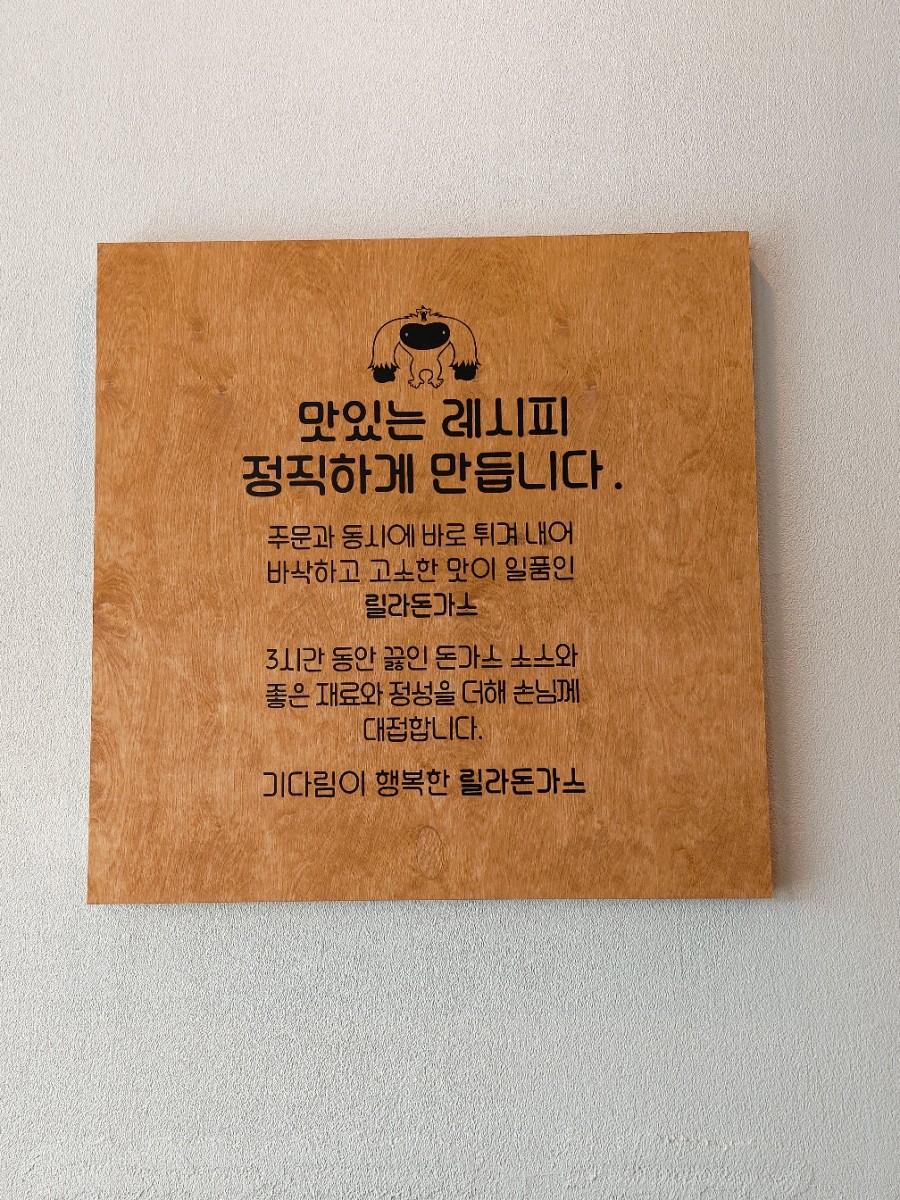 맛있는 레시피
정직하게 만듭니다.
주문과 동시에 바로 튀겨 내어
바삭하고 고소한 맛이 일품인
릴라돈가스
3시간 동안 끓인 돈가스 소스와
좋은 재료와 정성을 더해 손님께
대접합니다.
기다림이 행복한 릴라돈가스